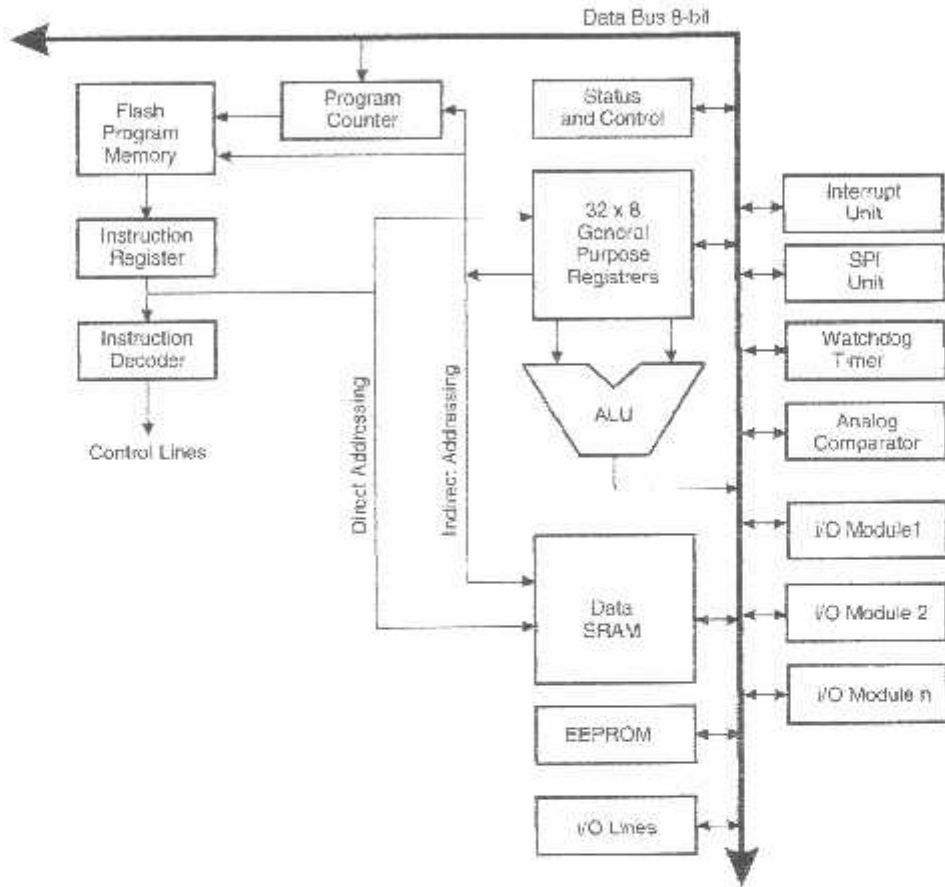 Data Bus 8-bit
Flash
Program
Memory
Program
Counter
Status
and Control
32 x 8
General
Purpose
Registrers
Interrupt
Unit
Instruction
Register
SPI
Unit
Instruction
Decoder
Watchdog
Timer
ALU
Control Lines
Direct Addressing
Indirect Addressing
Analog
Comparator
I/O Module1
Data
SRAM
I/O Module 2
I/O Module n
EEPROM
I/O Lines